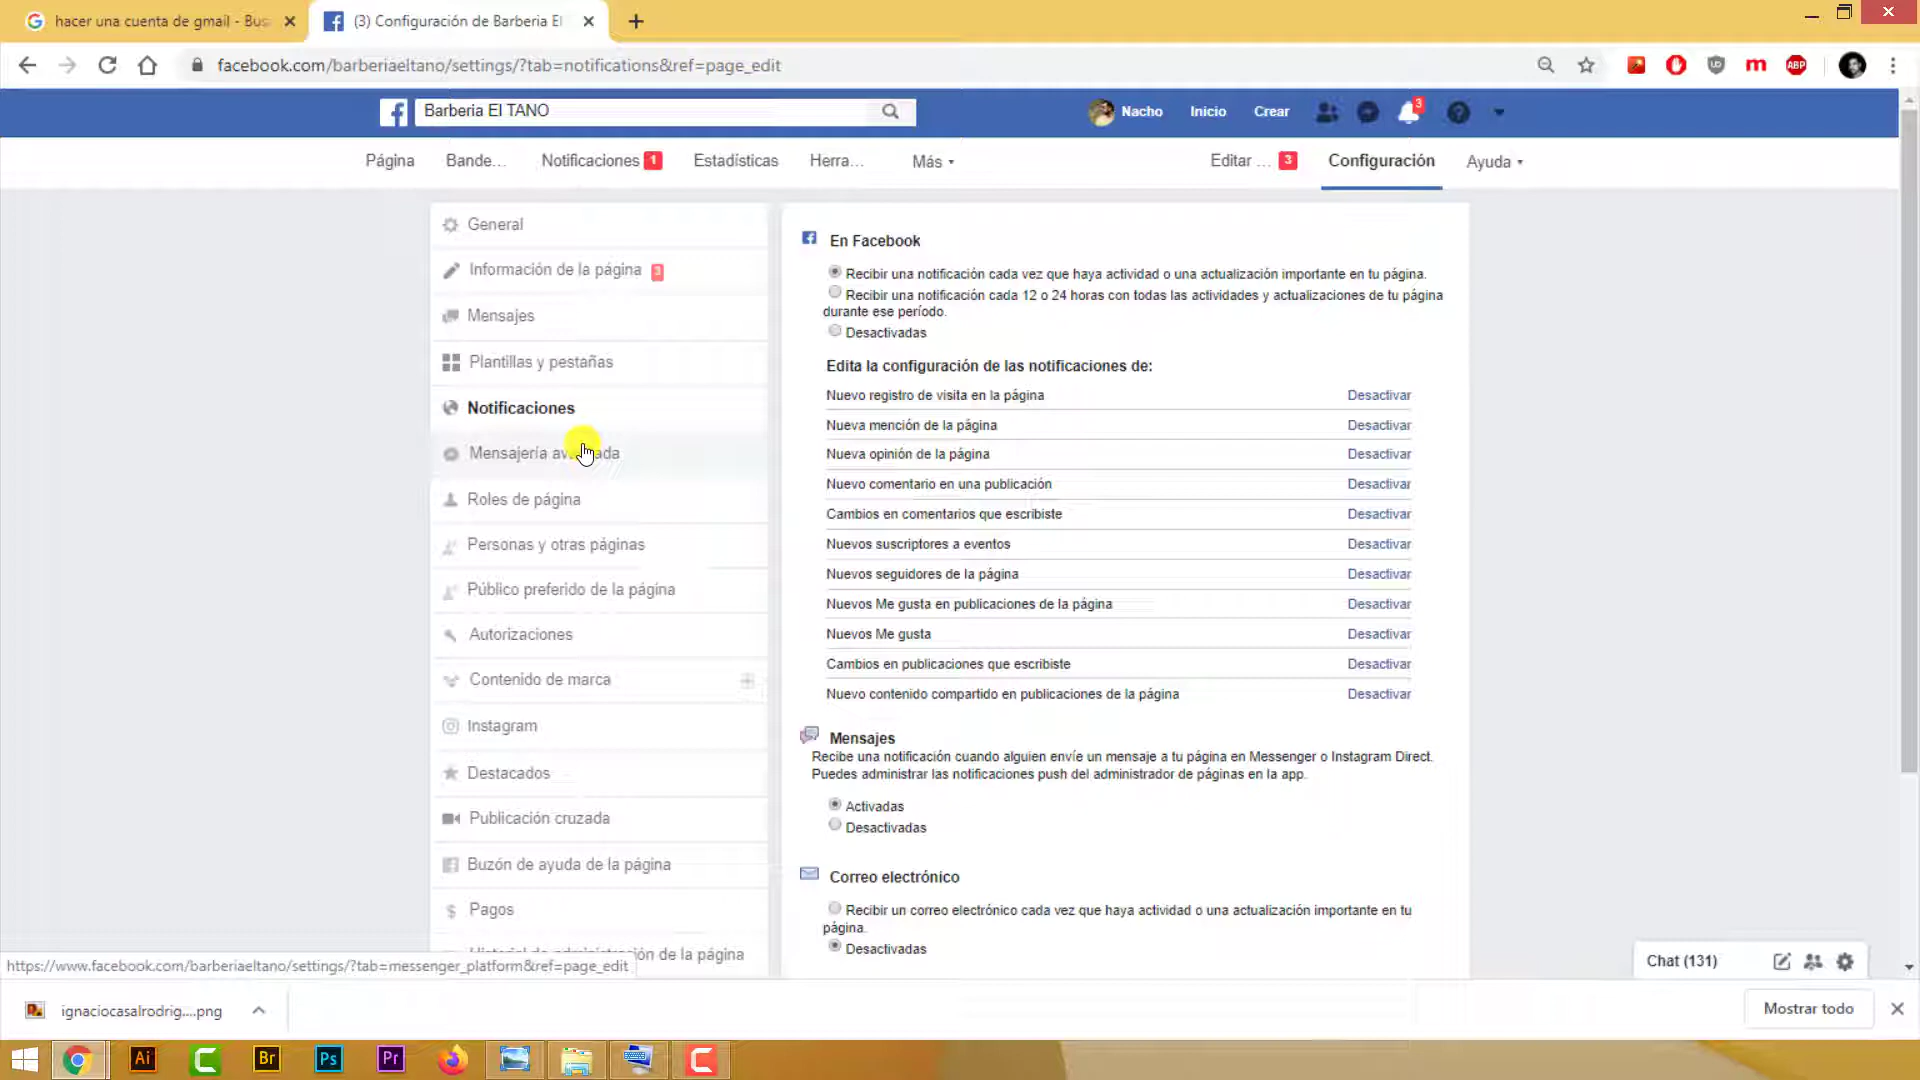 hacer una cuenta de gmail - Bus
(3) Configuración de Barberia El
facebook.com/barberiaeltano/settings/?tab=notifications&ref=page_edit
m
ABP
Barberia El TANO
Nacho
Inicio
Crear
3
Página
Bande...
Notificaciones 1
Estadísticas
Herra...
Más
Editar ... 3
Configuración
Ayuda
General
Información de la página 3
Mensajes
Plantillas y pestañas
Notificaciones
Mensajería
Roles de página
Personas y otras páginas
Público preferido de la página
Autorizaciones
Contenido de marca
Instagram
Destacados
Publicación cruzada
Buzón de ayuda de la página
Pagos
Historial de administración de la página
En Facebook
Recibir una notificación cada vez que haya actividad o una actualización importante en tu página.
Recibir una notificación cada 12 o 24 horas con todas las actividades y actualizaciones de tu página
durante ese período.
Desactivadas
Edita la configuración de las notificaciones de:
Nuevo registro de visita en la página Desactivar
Nueva mención de la página Desactivar
Nueva opinión de la página Desactivar
Nuevo comentario en una publicación Desactivar
Cambios en comentarios que escribiste Desactivar
Nuevos suscriptores a eventos Desactivar
Nuevos seguidores de la página Desactivar
Nuevos Me gusta en publicaciones de la página Desactivar
Nuevos Me gusta Desactivar
Cambios en publicaciones que escribiste Desactivar
Nuevo contenido compartido en publicaciones de la página Desactivar
Mensajes
Recibe una notificación cuando alguien envíe un mensaje a tu página en Messenger o Instagram Direct.
Puedes administrar las notificaciones push del administrador de páginas en la app.
Activadas
Desactivadas
Correo electrónico
Recibir un correo electrónico cada vez que haya actividad o una actualización importante en tu
página.
Desactivadas
Chat (131)
https://www.facebook.com/barberiaeltano/settings/?tab=messenger_platform&ref=page_edit
ignaciocasalrodrig....png
Mostrar todo
Ai
Br
Ps
Pr